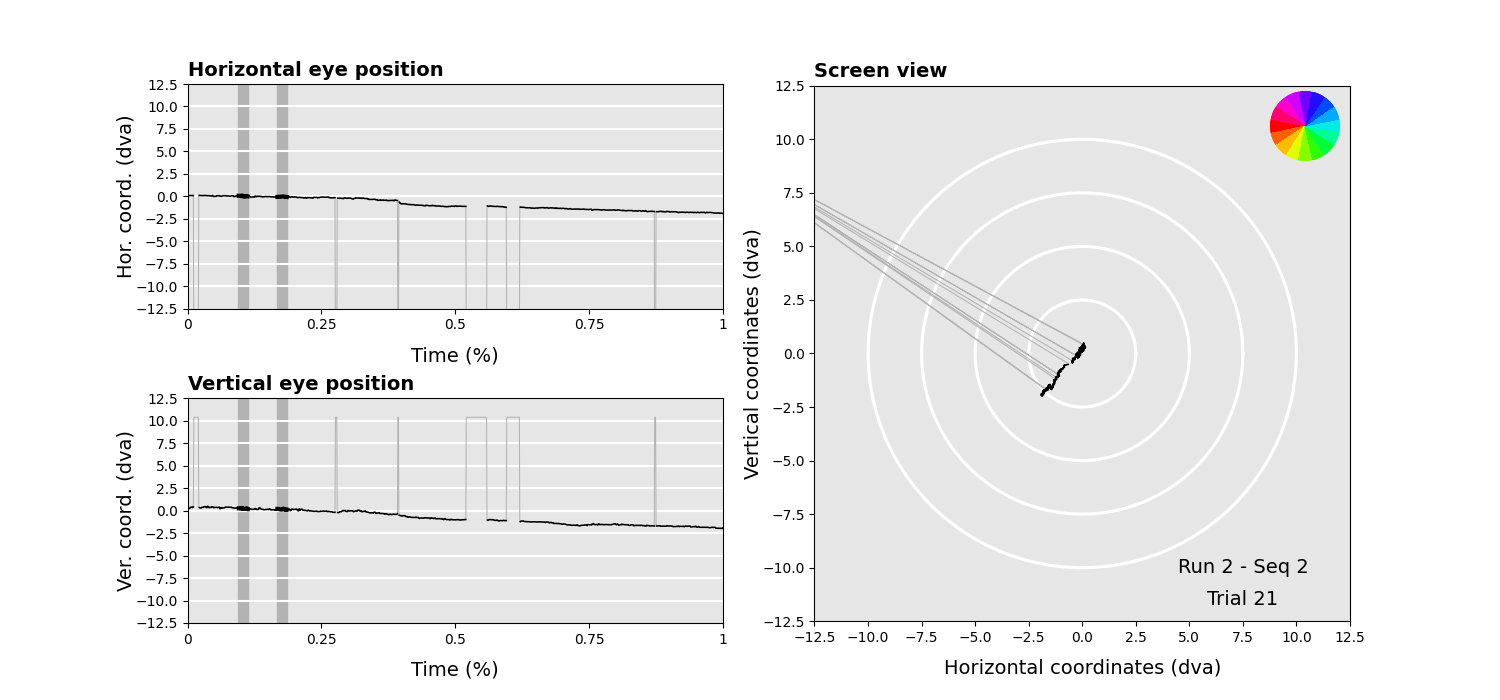 Horizontal eye position
Hor. coord. (dva)
12.5
10.0
7.5
5.0
2.5
0.0
−2.5
−5.0
−7.5
−10.0
−12.5
0 0.25 0.5 0.75 1
Time (%)
Vertical eye position
Ver. coord. (dva)
12.5
10.0
7.5
5.0
2.5
0.0
−2.5
−5.0
−7.5
−10.0
−12.5
0 0.25 0.5 0.75 1
Time (%)
Screen view
Vertical coordinates (dva)
12.5
10.0
7.5
5.0
2.5
0.0
−2.5
−5.0
−7.5
−10.0
−12.5
Run 2 - Seq 2
Trial 21
−12.5 −10.0 −7.5 −5.0 −2.5 0.0 2.5 5.0 7.5 10.0 12.5
Horizontal coordinates (dva)